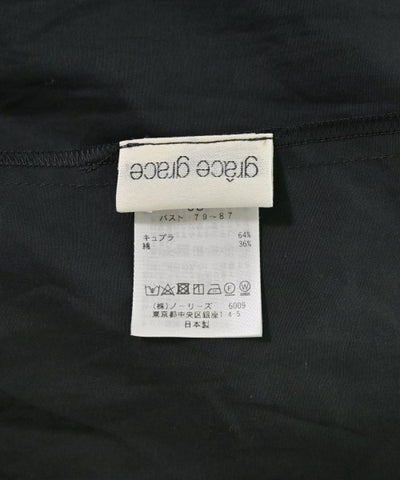 grâce grace
バスト: 79~87
キュプラ 64%
綿 36%
(株)ノーリーズ 6009
東京都中央区銀座1 4-5
日本製